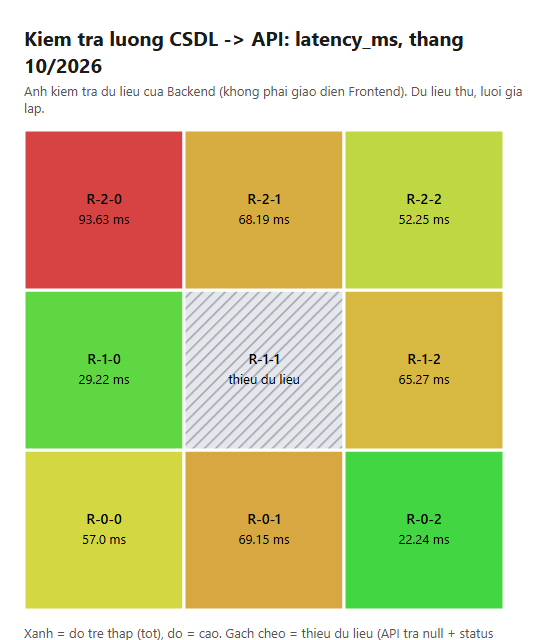 Kiem tra luong CSDL -> API: latency_ms, thang
10/2026
Anh kiem tra du lieu cua Backend (khong phai giao dien Frontend). Du lieu thu, luoi gia
lap.
R-2-0
93.63 ms
R-2-1
68.19 ms
R-2-2
52.25 ms
R-1-0
29.22 ms
R-1-1
thieu du lieu
R-1-2
65.27 ms
R-0-0
57.0 ms
R-0-1
69.15 ms
R-0-2
22.24 ms
Xanh = do tre thap (tot), do = cao. Gach cheo = thieu du lieu (API tra null + status